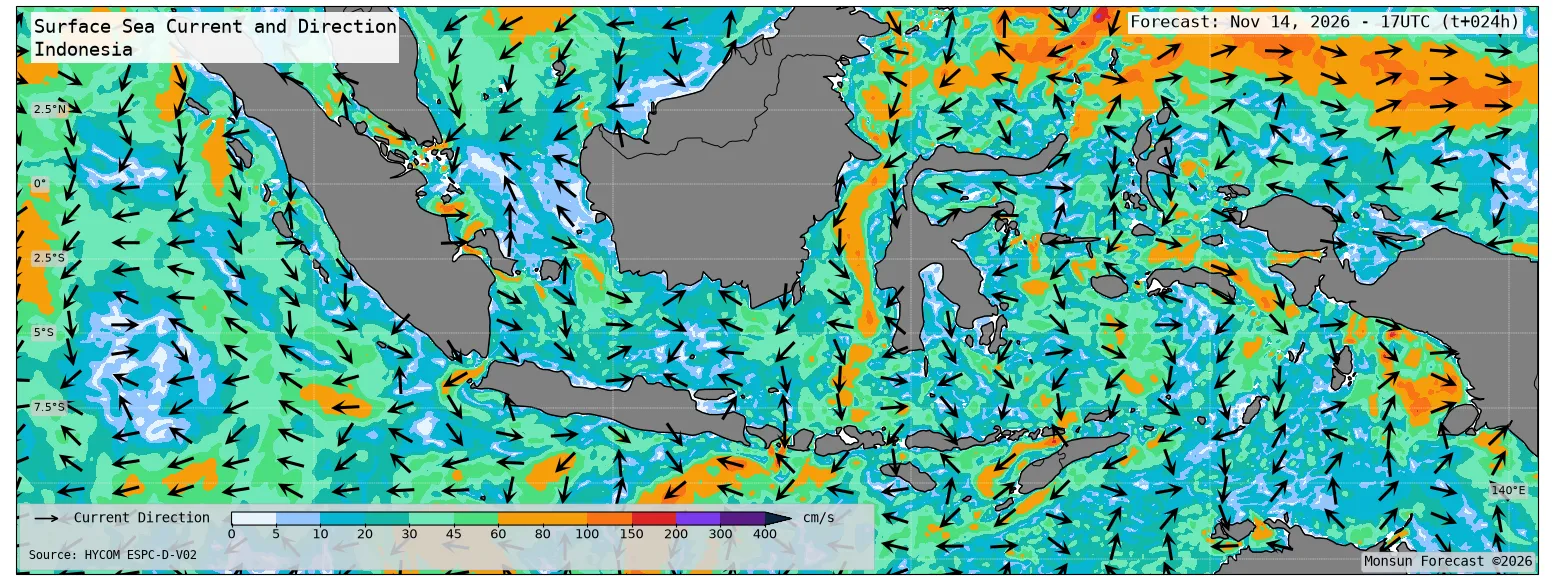 Surface Sea Current and Direction
Indonesia
Forecast: Nov 14, 2026 - 17UTC (t+024h)
2.5°N
0°
2.5°S
5°S
7.5°S
140°E
Current Direction
0 5 10 20 30 45 60 80 100 150 200 300 400 cm/s
Source: HYCOM ESPC-D-V02
Monsun Forecast ©2026